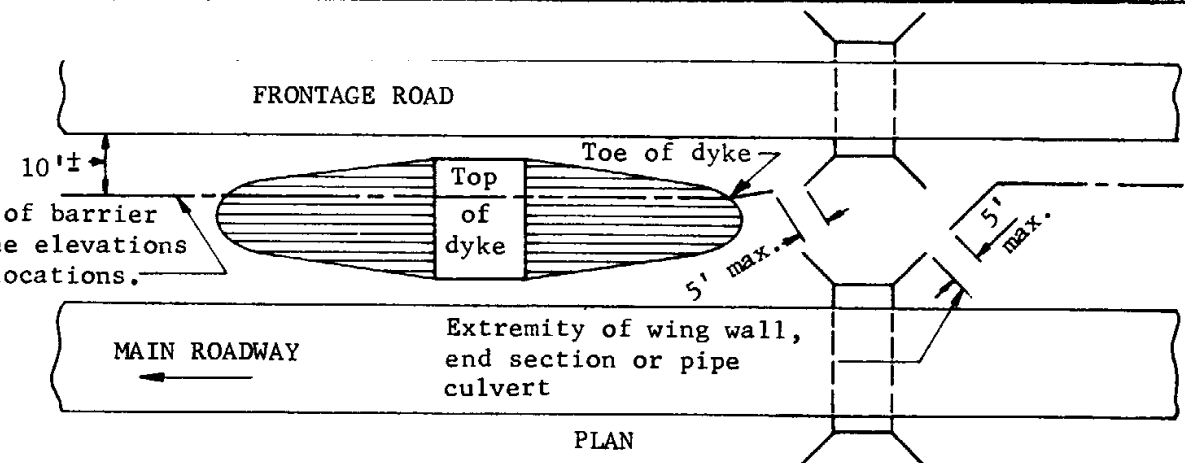 FRONTAGE ROAD
10'±
Toe of dyke
Top
of
dyke
of barrier
elevations
locations.
5' max.
5'
max.
MAIN ROADWAY
Extremity of wing wall,
end section or pipe
culvert
PLAN